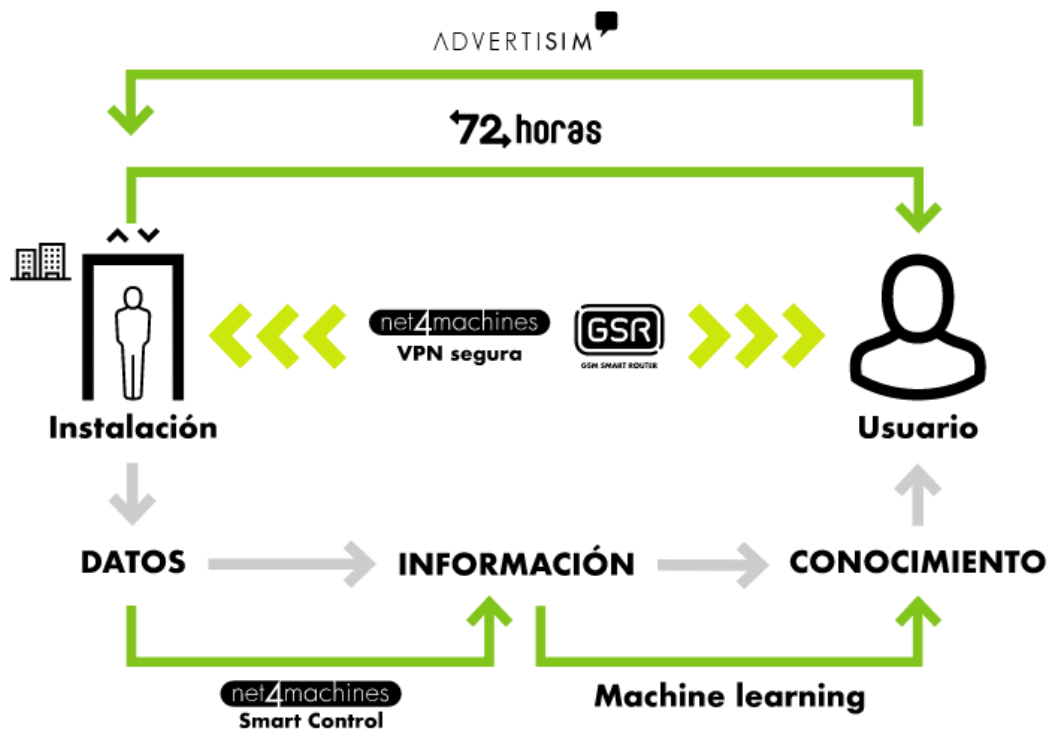 ADVERTISIM
72 horas
net4machines
VPN segura
GSR
GSM SMART ROUTER
Instalación
Usuario
DATOS
INFORMACIÓN
CONOCIMIENTO
net4machines
Smart Control
Machine learning